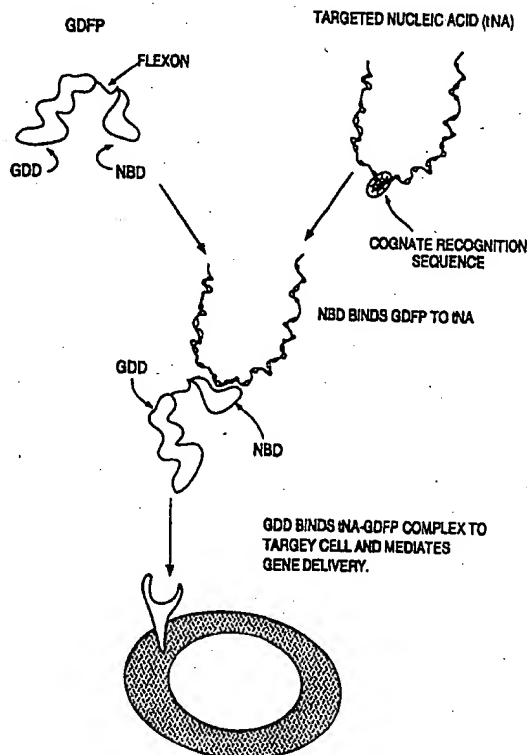 GDFP
FLEXON
GDD
NBD
TARGETED NUCLEIC ACID (tNA)
COGNATE RECOGNITION
SEQUENCE
NBD BINDS GDFP TO tNA
GDD
NBD
GDD BINDS tNA-GDFP COMPLEX TO
TARGEY CELL AND MEDIATES
GENE DELIVERY.